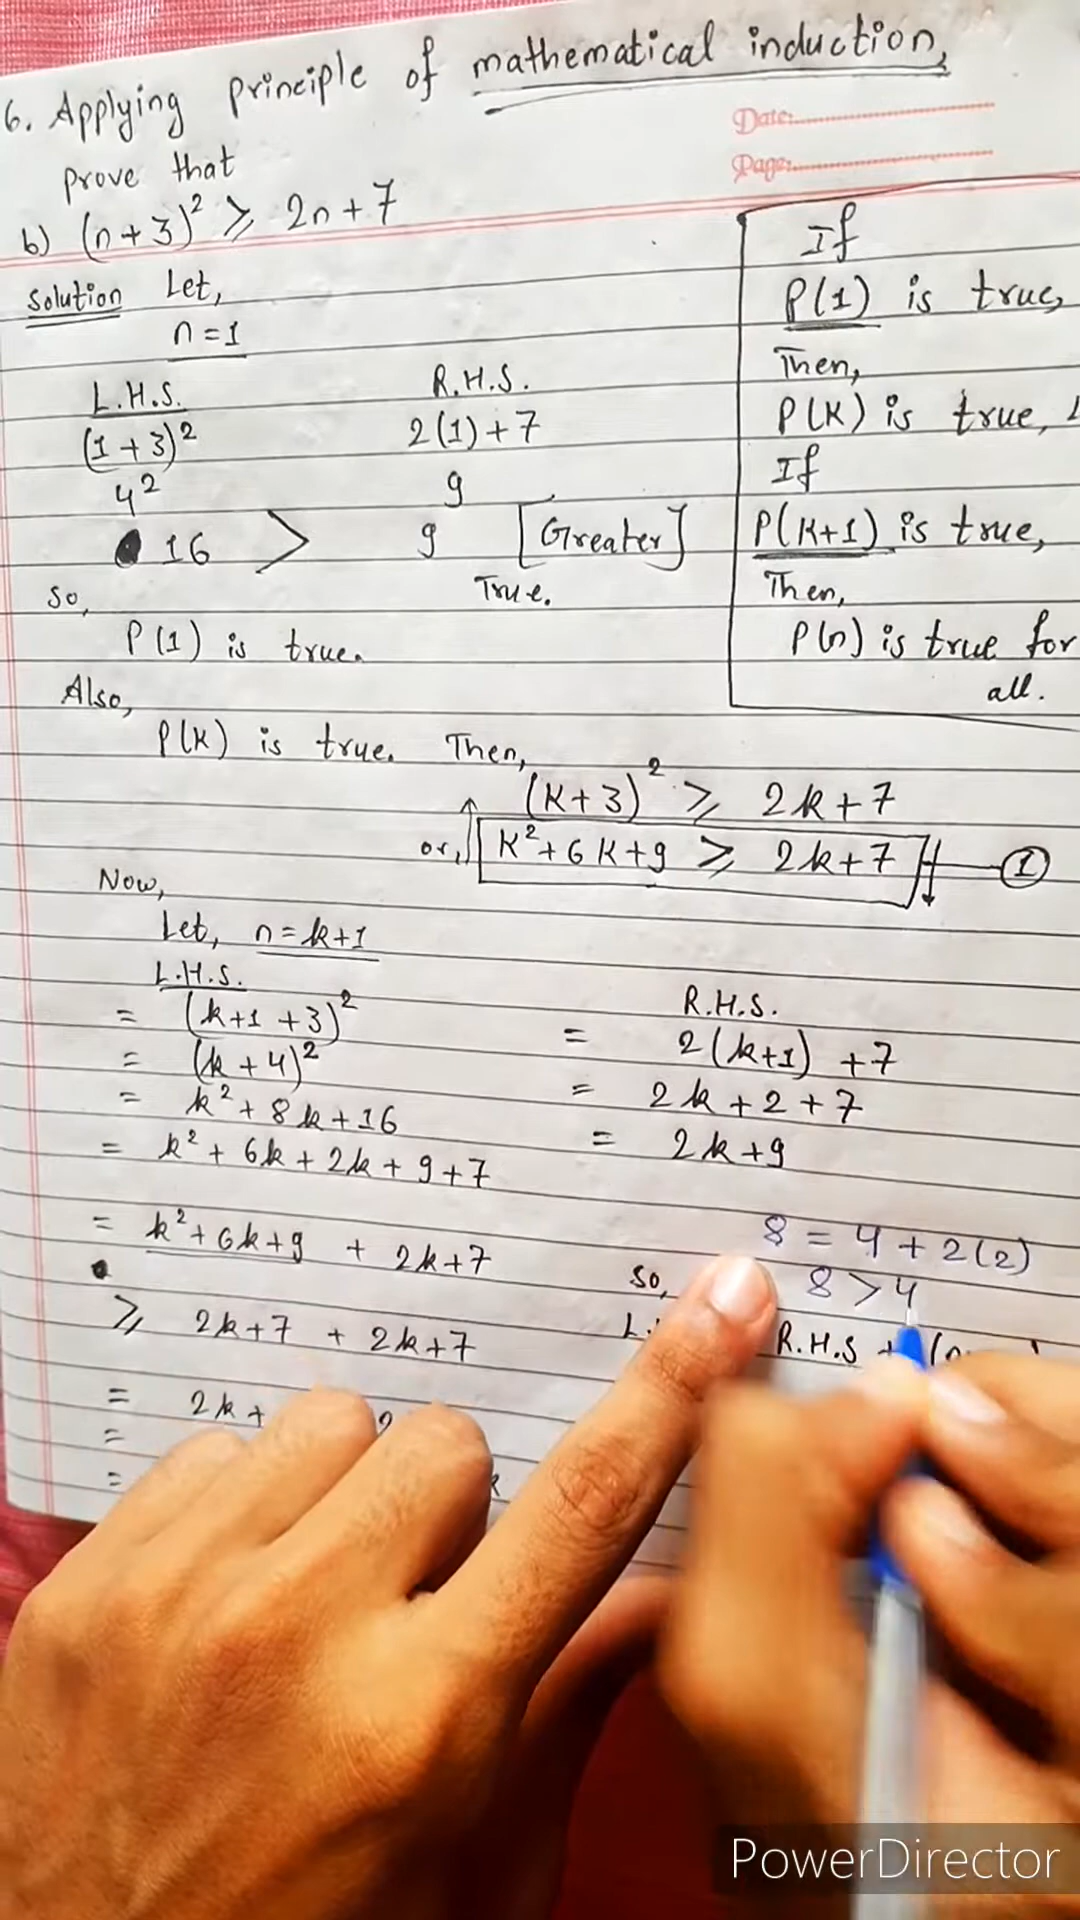 6. Applying principle of mathematical induction,
prove that
Date:
Page:
b) (n+3)² ⩾ 2n+7
Solution Let,
n=1
L.H.S. R.H.S.
(1+3)² 2(1)+7
4² 9
16 > 9 [Greater]
True.
So,
P(1) is true.
If
P(1) is true,
Then,
P(K) is true,
If
P(K+1) is true,
Then,
P(n) is true for
all.
Also,
P(K) is true. Then,
(K+3)² ⩾ 2k+7
or, K²+6K+9 ⩾ 2k+7 ①
Now,
Let, n=k+1
L.H.S.
= (k+1+3)²
= (k+4)²
= k²+8k+16
= k²+6k+2k+9+7
= k²+6k+9 + 2k+7
⩾ 2k+7 + 2k+7
= 2k+
=
=
R.H.S.
= 2(k+1)+7
= 2k+2+7
= 2k+9
8 = 4+2(2)
So, 8 > 4
R.H.S
PowerDirector